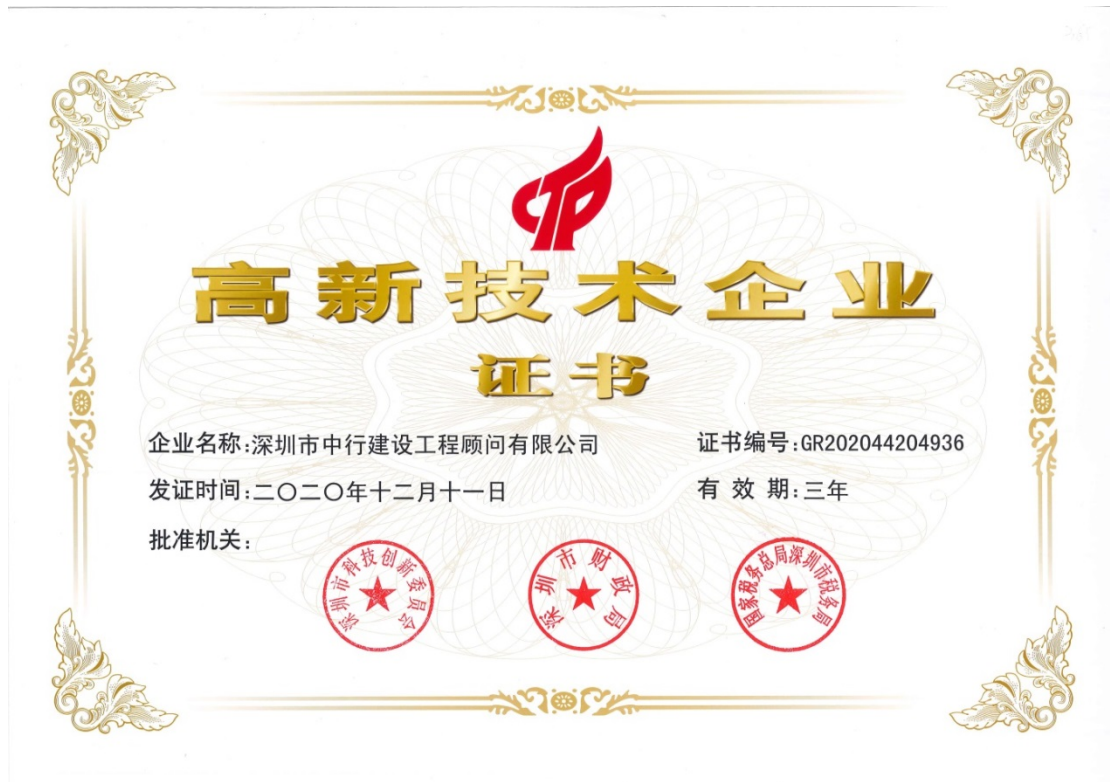 高新技术企业
证书
企业名称:深圳市中行建设工程顾问有限公司
证书编号:GR202044204936
发证时间:二〇二〇年十二月十一日
有 效 期:三年
批准机关:
深圳市科技创新委员会
深圳市财政局
国家税务总局深圳市税务局